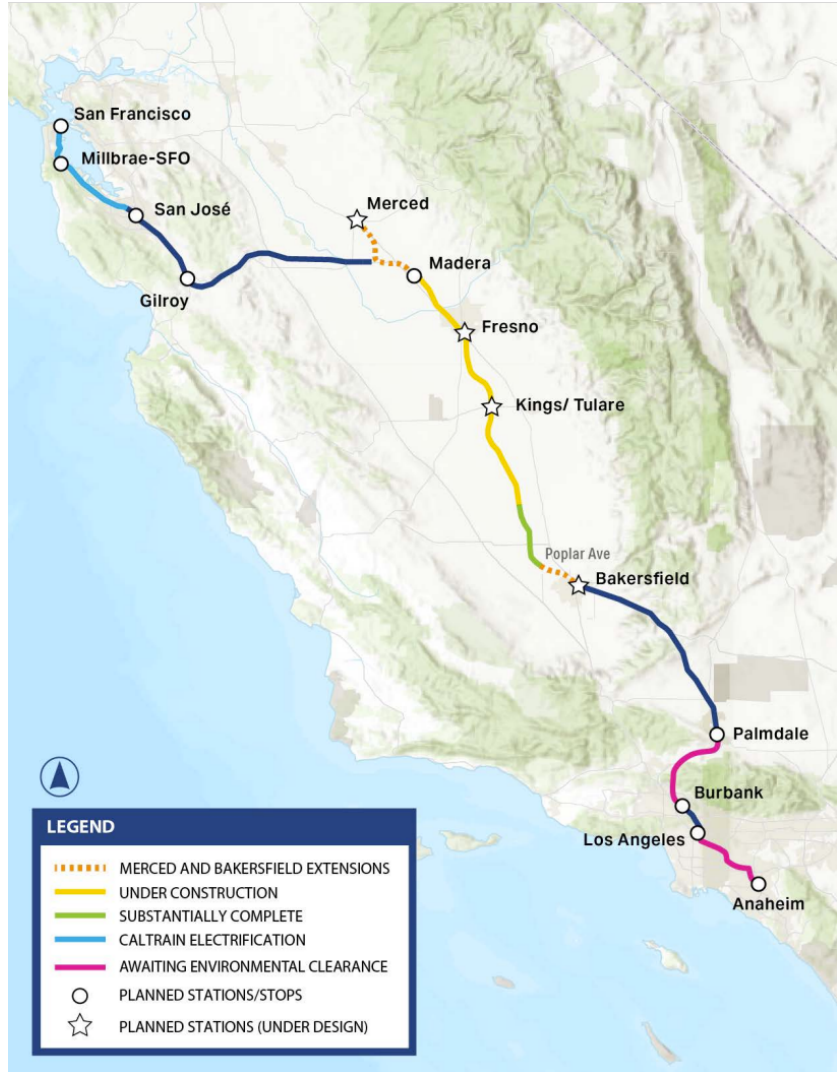 San Francisco
Millbrae-SFO
San José
Merced
Madera
Gilroy
Fresno
Kings/ Tulare
Poplar Ave
Bakersfield
Palmdale
Burbank
Los Angeles
Anaheim
LEGEND
MERCED AND BAKERSFIELD EXTENSIONS
UNDER CONSTRUCTION
SUBSTANTIALLY COMPLETE
CALTRAIN ELECTRIFICATION
AWAITING ENVIRONMENTAL CLEARANCE
PLANNED STATIONS/STOPS
PLANNED STATIONS (UNDER DESIGN)